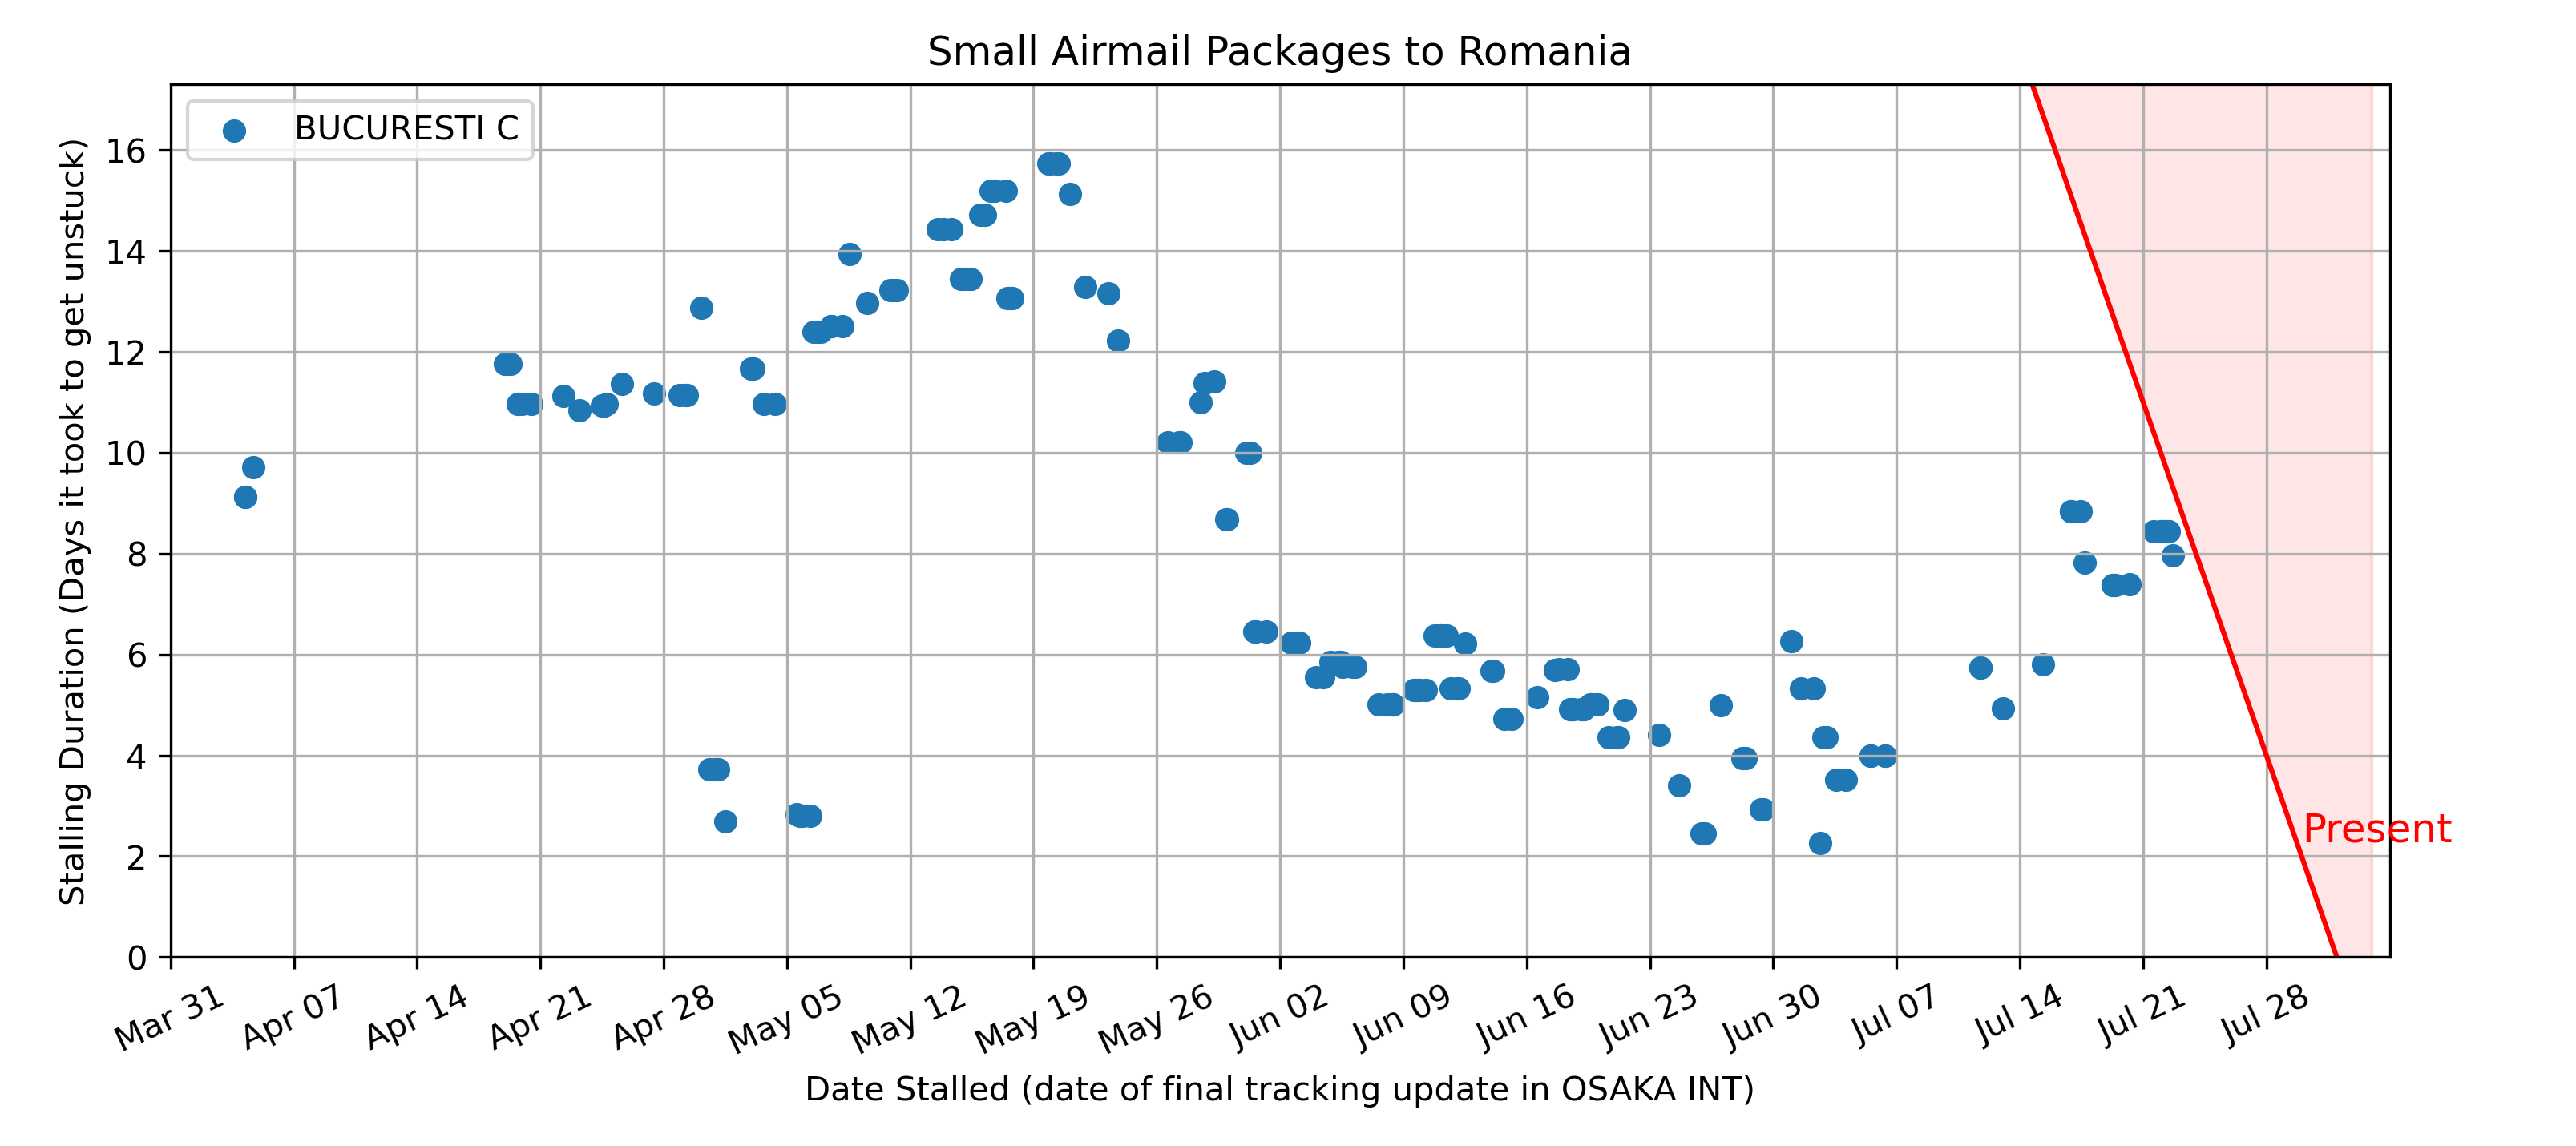 Small Airmail Packages to Romania
BUCURESTI C
Stalling Duration (Days it took to get unstuck)
16
14
12
10
8
6
4
2
0
Present
Mar 31
Apr 07
Apr 14
Apr 21
Apr 28
May 05
May 12
May 19
May 26
Jun 02
Jun 09
Jun 16
Jun 23
Jun 30
Jul 07
Jul 14
Jul 21
Jul 28
Date Stalled (date of final tracking update in OSAKA INT)